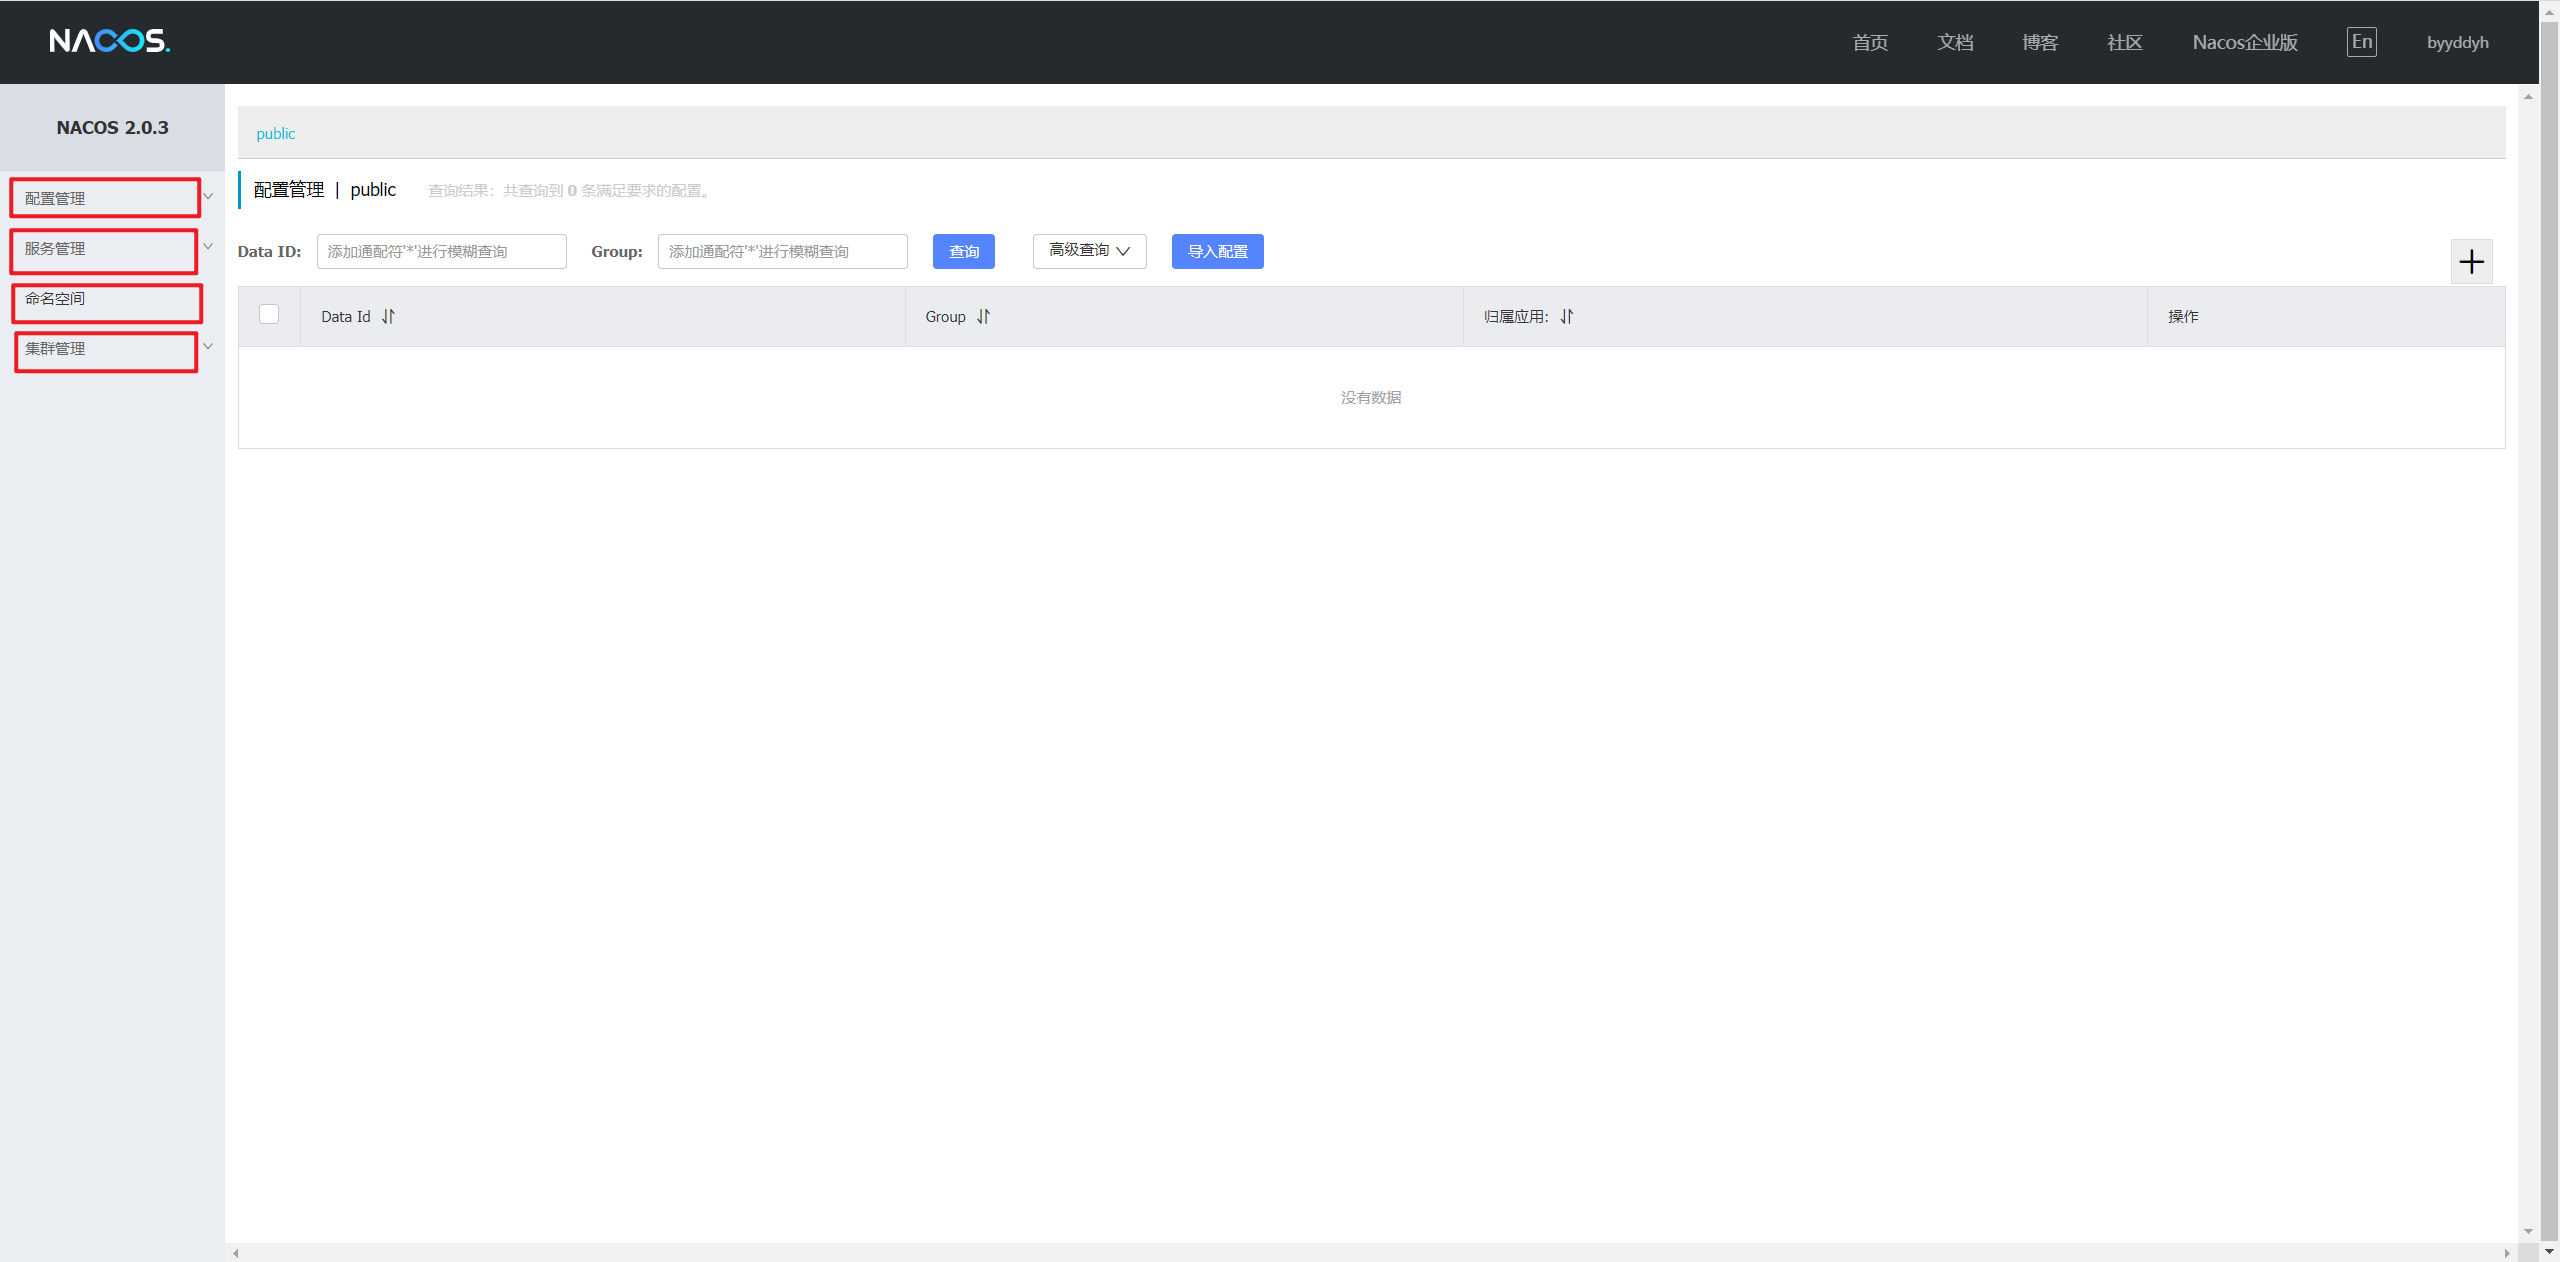 NACOS.
首页 文档 博客 社区 Nacos企业版 En byyddyh
NACOS 2.0.3
配置管理
服务管理
命名空间
集群管理
public
配置管理 | public 查询结果：共查询到 0 条满足要求的配置。
Data ID: 添加通配符'*'进行模糊查询 Group: 添加通配符'*'进行模糊查询 查询 高级查询 导入配置
Data Id Group 归属应用: 操作
没有数据